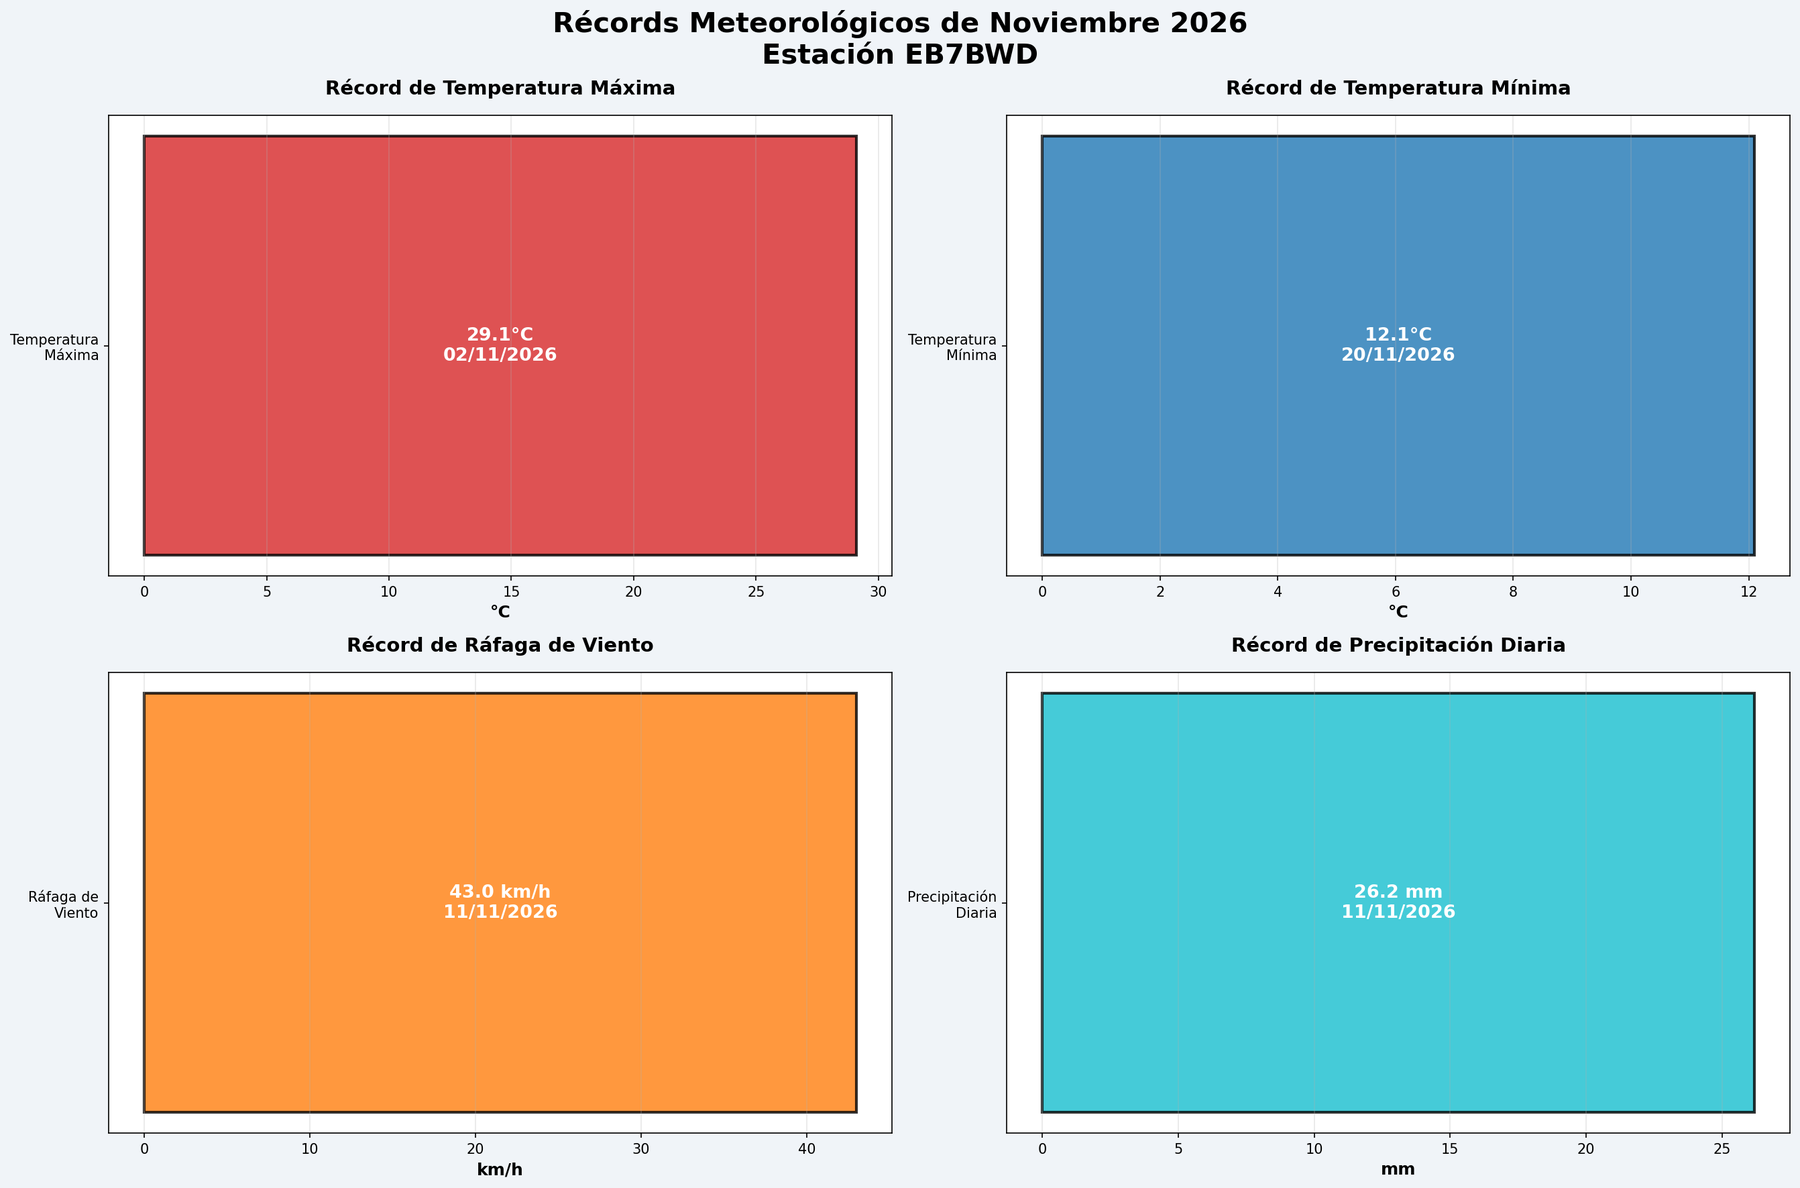 Récords Meteorológicos de Noviembre 2026
Estación EB7BWD
Récord de Temperatura Máxima
Temperatura
Máxima
29.1°C
02/11/2026
0 5 10 15 20 25 30
°C
Récord de Temperatura Mínima
Temperatura
Mínima
12.1°C
20/11/2026
0 2 4 6 8 10 12
°C
Récord de Ráfaga de Viento
Ráfaga de
Viento
43.0 km/h
11/11/2026
0 10 20 30 40
km/h
Récord de Precipitación Diaria
Precipitación
Diaria
26.2 mm
11/11/2026
0 5 10 15 20 25
mm